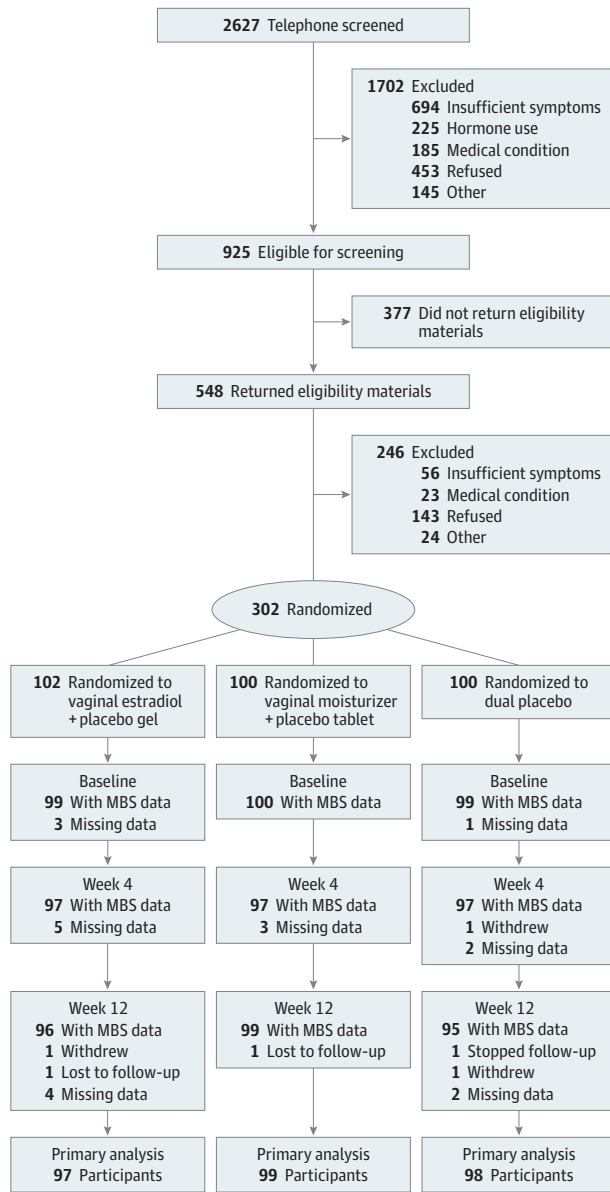 2627 Telephone screened
1702 Excluded
694 Insufficient symptoms
225 Hormone use
185 Medical condition
453 Refused
145 Other
925 Eligible for screening
377 Did not return eligibility
materials
548 Returned eligibility materials
246 Excluded
56 Insufficient symptoms
23 Medical condition
143 Refused
24 Other
302 Randomized
102 Randomized to
vaginal estradiol
+ placebo gel
100 Randomized to
vaginal moisturizer
+ placebo tablet
100 Randomized to
dual placebo
Baseline
99 With MBS data
3 Missing data
Baseline
100 With MBS data
Baseline
99 With MBS data
1 Missing data
Week 4
97 With MBS data
5 Missing data
Week 4
97 With MBS data
3 Missing data
Week 4
97 With MBS data
1 Withdrew
2 Missing data
Week 12
96 With MBS data
1 Withdrew
1 Lost to follow-up
4 Missing data
Week 12
99 With MBS data
1 Lost to follow-up
Week 12
95 With MBS data
1 Stopped follow-up
1 Withdrew
2 Missing data
Primary analysis
97 Participants
Primary analysis
99 Participants
Primary analysis
98 Participants